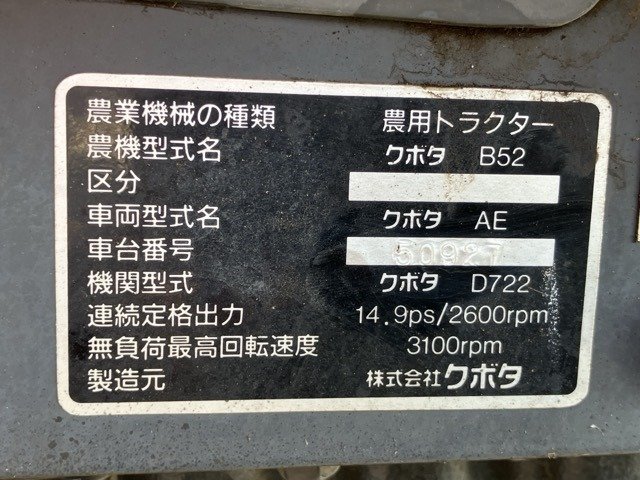 農業機械の種類 農用トラクター
農機型式名 クボタ B52
区分
車両型式名 クボタ AE
車台番号 50927
機関型式 クボタ D722
連続定格出力 14.9ps/2600rpm
無負荷最高回転速度 3100rpm
製造元 株式会社クボタ